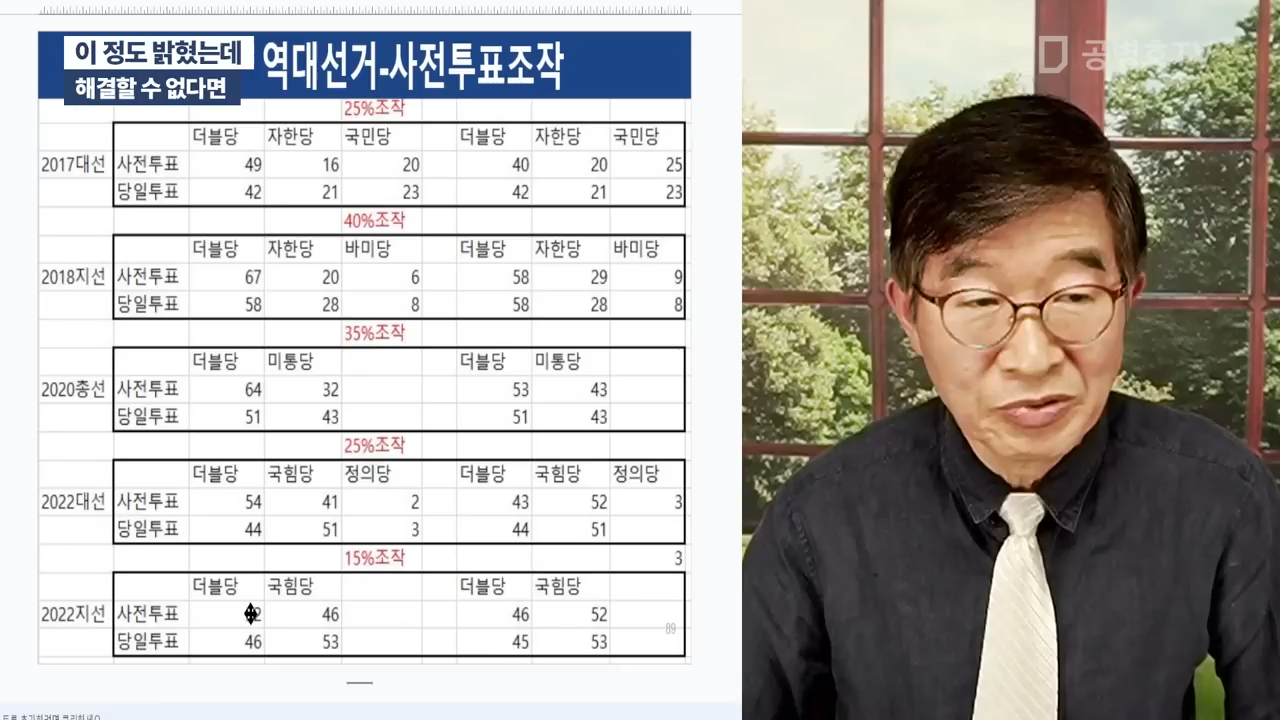 이 정도 밝혔는데
해결할 수 없다면
역대선거-사전투표조작
25%조작
더블당 자한당 국민당 더블당 자한당 국민당
2017대선 사전투표 49 16 20 40 20 25
당일투표 42 21 23 42 21 23
40%조작
더블당 자한당 바미당 더블당 자한당 바미당
2018지선 사전투표 67 20 6 58 29 9
당일투표 58 28 8 58 28 8
35%조작
더블당 미통당 더블당 미통당
2020총선 사전투표 64 32 53 43
당일투표 51 43 51 43
25%조작
더블당 국힘당 정의당 더블당 국힘당 정의당
2022대선 사전투표 54 41 2 43 52 3
당일투표 44 51 3 44 51
15%조작 3
더블당 국힘당 더블당 국힘당
2022지선 사전투표 46 46 52
당일투표 46 53 45 53
89